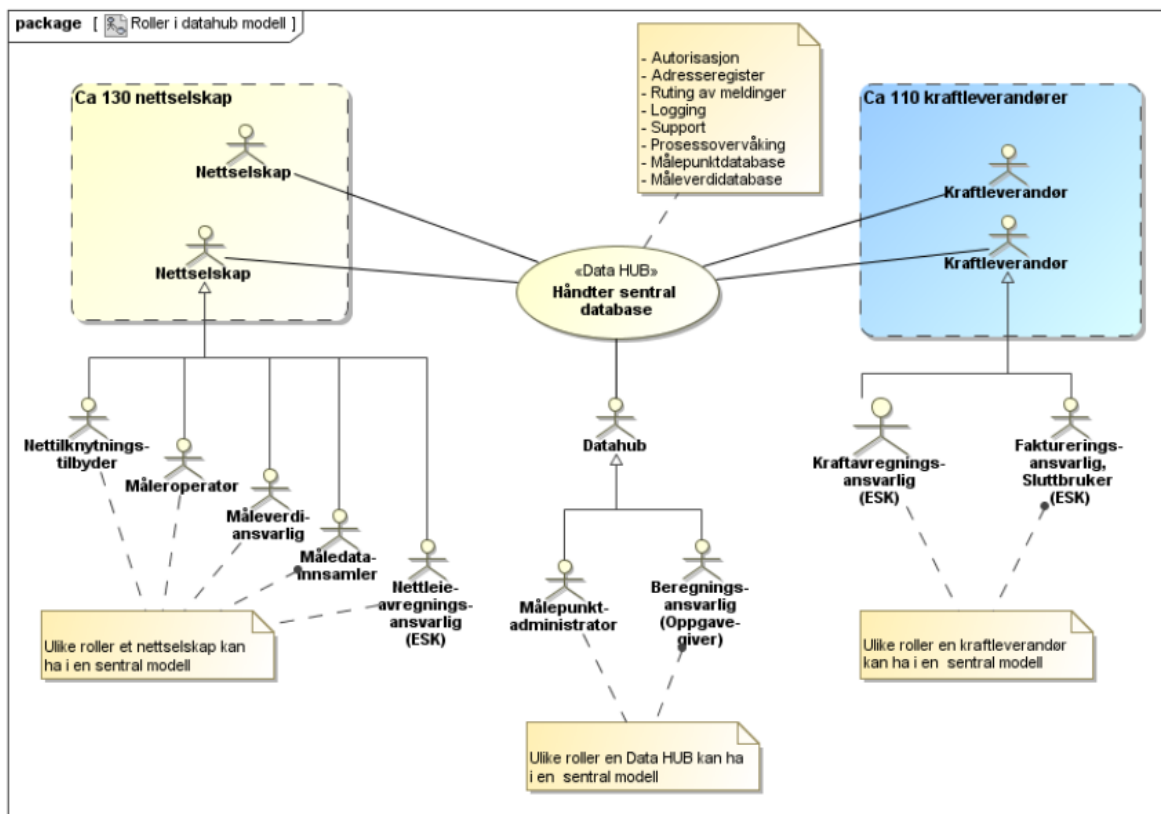 package [ Roller i datahub modell ]
- Autorisasjon
- Adresseregister
- Ruting av meldinger
- Logging
- Support
- Prosessovervåking
- Målepunktdatabase
- Måleverdidatabase
Ca 130 nettselskap
Nettselskap
Nettselskap
Ca 110 kraftleverandører
Kraftleverandør
Kraftleverandør
«Data HUB»
Håndter sentral
database
Nettilknytnings-
tilbyder
Måleroperatør
Måleverdi-
ansvarlig
Måledata-
innsamler
Nettleie-
avregnings-
ansvarlig
(ESK)
Ulike roller et nettselskap kan
ha i en sentral modell
Datahub
Målepunkt-
administrator
Beregnings-
ansvarlig
(Oppgave-
giver)
Ulike roller en Data HUB kan ha
i en sentral modell
Kraftavregnings-
ansvarlig
(ESK)
Fakturerings-
ansvarlig,
Sluttbruker
(ESK)
Ulike roller en kraftleverandør
kan ha i en sentral modell